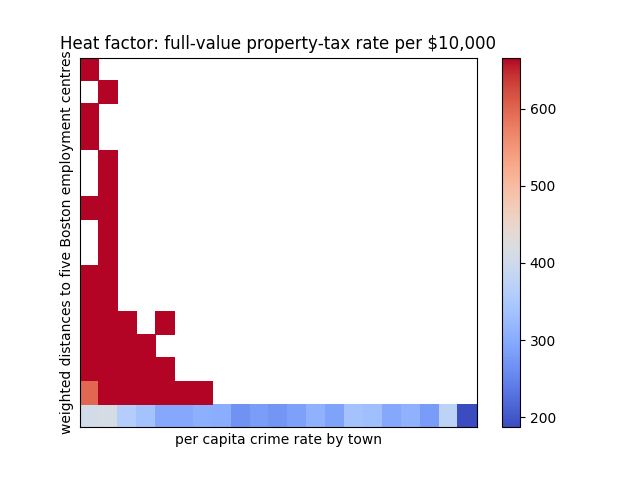 Heat factor: full-value property-tax rate per $10,000
weighted distances to five Boston employment centres
per capita crime rate by town
600
500
400
300
200